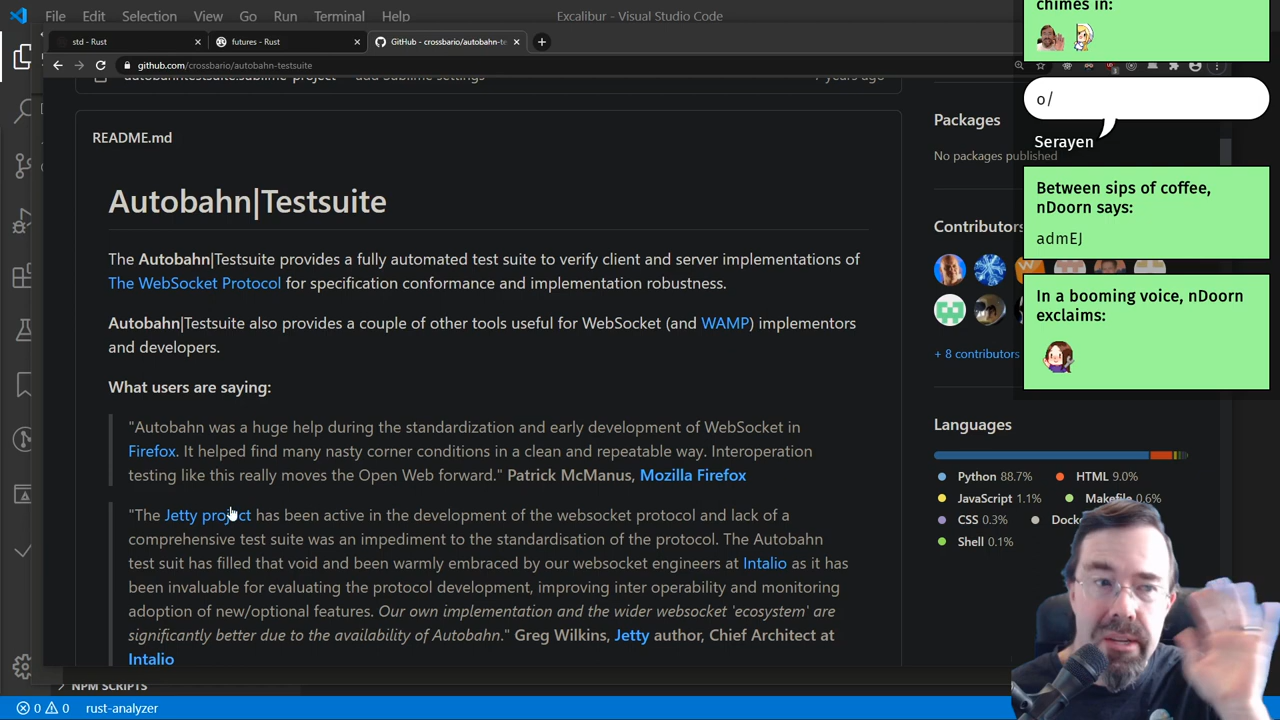 File Edit Selection View Go Run Terminal Help
Excalibur - Visual Studio Code
std - Rust
futures - Rust
GitHub - crossbario/autobahn-te
github.com/crossbario/autobahn-testsuite
README.md
Autobahn|Testsuite
The Autobahn|Testsuite provides a fully automated test suite to verify client and server implementations of
The WebSocket Protocol for specification conformance and implementation robustness.
Autobahn|Testsuite also provides a couple of other tools useful for WebSocket (and WAMP) implementors
and developers.
What users are saying:
"Autobahn was a huge help during the standardization and early development of WebSocket in
Firefox. It helped find many nasty corner conditions in a clean and repeatable way. Interoperation
testing like this really moves the Open Web forward." Patrick McManus, Mozilla Firefox
"The Jetty project has been active in the development of the websocket protocol and lack of a
comprehensive test suite was an impediment to the standardisation of the protocol. The Autobahn
test suit has filled that void and been warmly embraced by our websocket engineers at Intalio as it has
been invaluable for evaluating the protocol development, improving inter operability and monitoring
adoption of new/optional features. Our own implementation and the wider websocket 'ecosystem' are
significantly better due to the availability of Autobahn." Greg Wilkins, Jetty author, Chief Architect at
Intalio
Packages
No packages published
Contributors
+ 8 contributors
Languages
Python 88.7%
HTML 9.0%
JavaScript 1.1%
Makefile 0.6%
CSS 0.3%
Dock
Shell 0.1%
chimes in:
o/
Serayen
Between sips of coffee,
nDoorn says:
admEJ
In a booming voice, nDoorn
exclaims:
NPM SCRIPTS
0 0 rust-analyzer